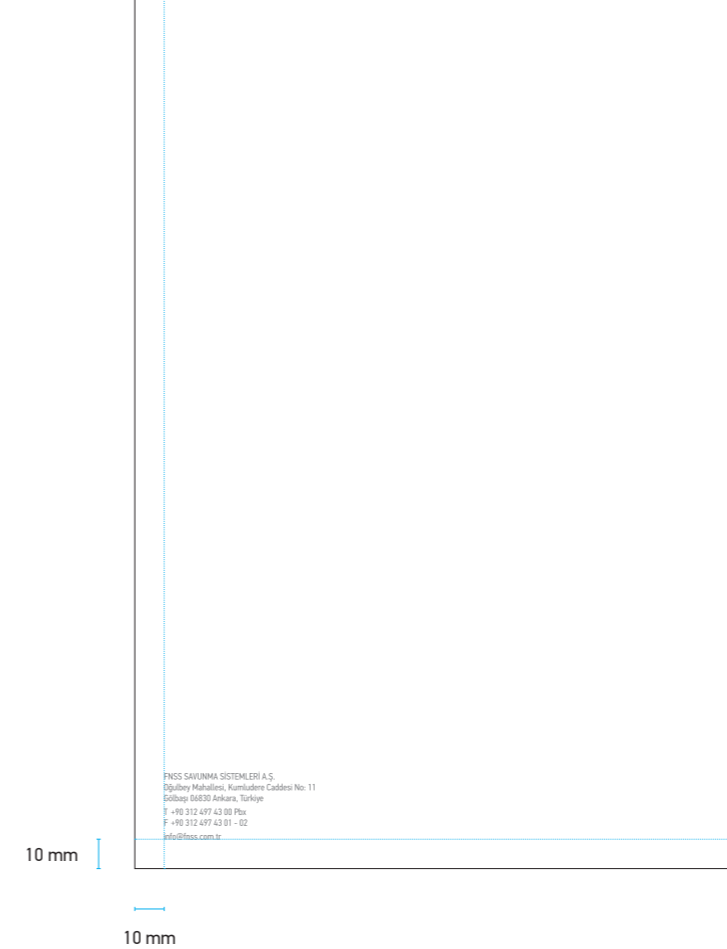 FNSS SAVUNMA SİSTEMLERİ A.Ş.
Oğulbey Mahallesi, Kumludere Caddesi No: 11
Gölbaşı 06830 Ankara, Türkiye
T +90 312 497 43 00 Pbx
F +90 312 497 43 01 - 02
info@fnss.com.tr
10 mm
10 mm